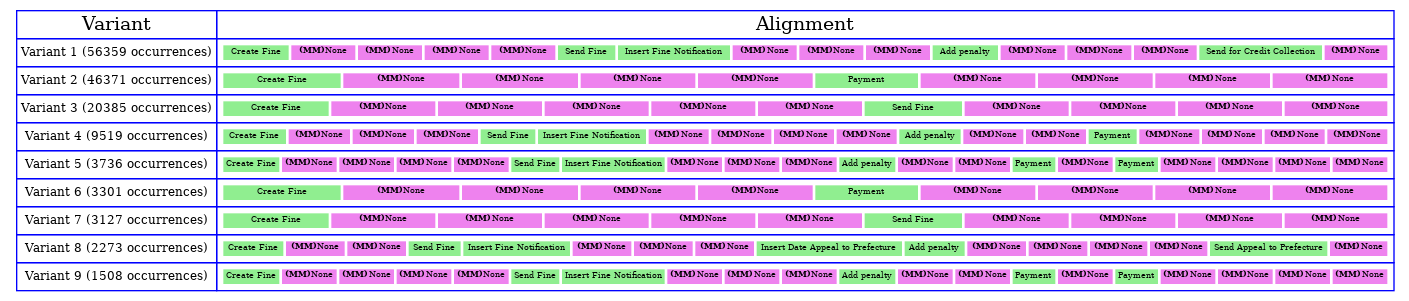 Variant Alignment
Variant 1 (56359 occurrences) Create Fine (MM)None (MM)None (MM)None (MM)None Send Fine Insert Fine Notification (MM)None (MM)None (MM)None Add penalty (MM)None (MM)None (MM)None Send for Credit Collection (MM)None
Variant 2 (46371 occurrences) Create Fine (MM)None (MM)None (MM)None (MM)None Payment (MM)None (MM)None (MM)None (MM)None
Variant 3 (20385 occurrences) Create Fine (MM)None (MM)None (MM)None (MM)None (MM)None Send Fine (MM)None (MM)None (MM)None (MM)None
Variant 4 (9519 occurrences) Create Fine (MM)None (MM)None (MM)None Send Fine Insert Fine Notification (MM)None (MM)None (MM)None (MM)None Add penalty (MM)None (MM)None Payment (MM)None (MM)None (MM)None (MM)None
Variant 5 (3736 occurrences) Create Fine (MM)None (MM)None (MM)None (MM)None Send Fine Insert Fine Notification (MM)None (MM)None (MM)None Add penalty (MM)None (MM)None Payment (MM)None Payment (MM)None (MM)None (MM)None (MM)None
Variant 6 (3301 occurrences) Create Fine (MM)None (MM)None (MM)None (MM)None Payment (MM)None (MM)None (MM)None (MM)None
Variant 7 (3127 occurrences) Create Fine (MM)None (MM)None (MM)None (MM)None (MM)None Send Fine (MM)None (MM)None (MM)None (MM)None
Variant 8 (2273 occurrences) Create Fine (MM)None (MM)None Send Fine Insert Fine Notification (MM)None (MM)None (MM)None Insert Date Appeal to Prefecture Add penalty (MM)None (MM)None (MM)None (MM)None Send Appeal to Prefecture (MM)None
Variant 9 (1508 occurrences) Create Fine (MM)None (MM)None (MM)None (MM)None Send Fine Insert Fine Notification (MM)None (MM)None (MM)None Add penalty (MM)None (MM)None Payment (MM)None Payment (MM)None (MM)None (MM)None (MM)None